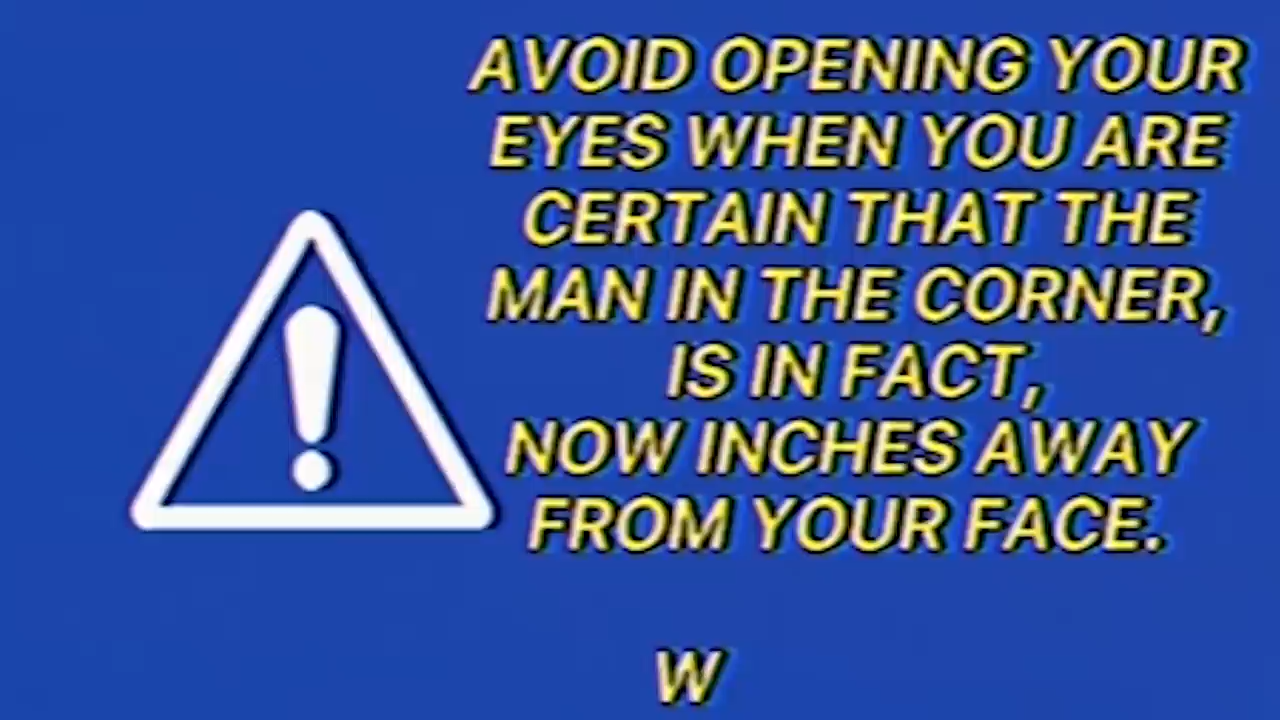 AVOID OPENING YOUR
EYES WHEN YOU ARE
CERTAIN THAT THE
MAN IN THE CORNER,
IS IN FACT,
NOW INCHES AWAY
FROM YOUR FACE.
W